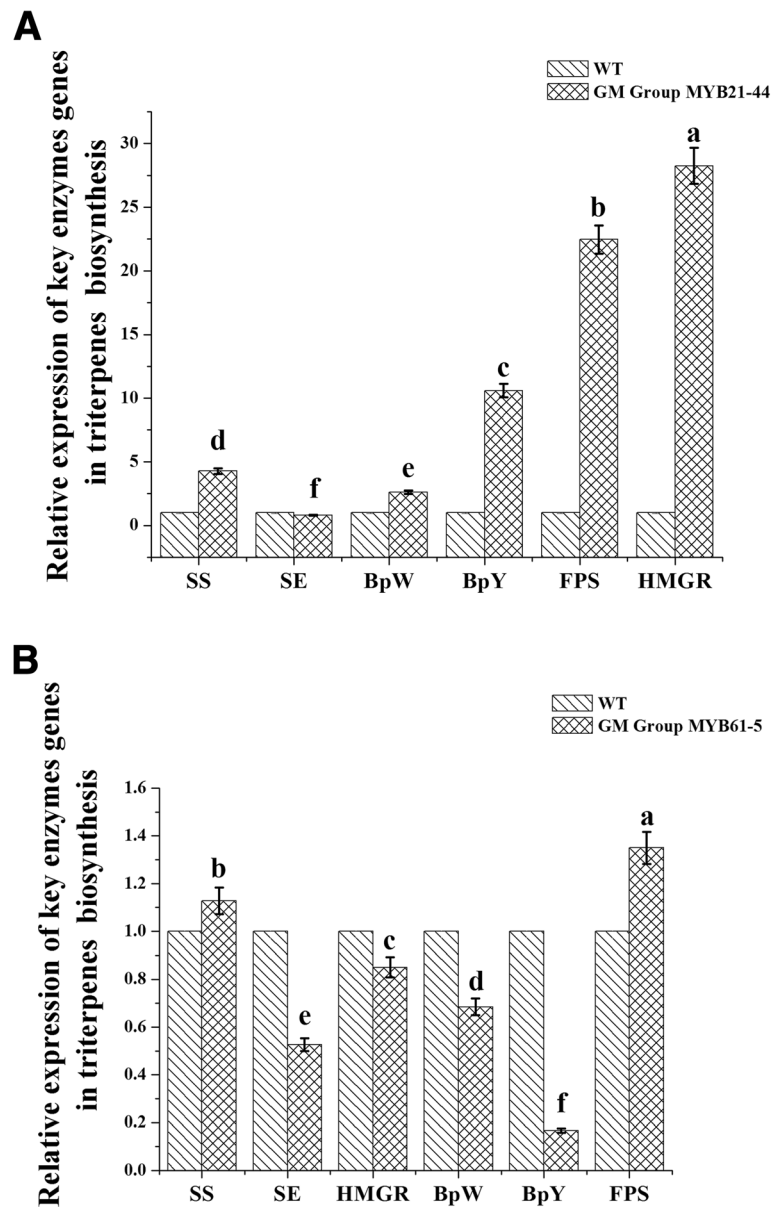 A
Relative expression of key enzymes genes
in triterpenes biosynthesis
WT
GM Group MYB21-44
30
25
20
15
10
5
0
d
f
e
c
b
a
SS SE BpW BpY FPS HMGR
B
Relative expression of key enzymes genes
in triterpenes biosynthesis
WT
GM Group MYB61-5
1.6
1.4
1.2
1.0
0.8
0.6
0.4
0.2
0.0
b
e
c
d
f
a
SS SE HMGR BpW BpY FPS